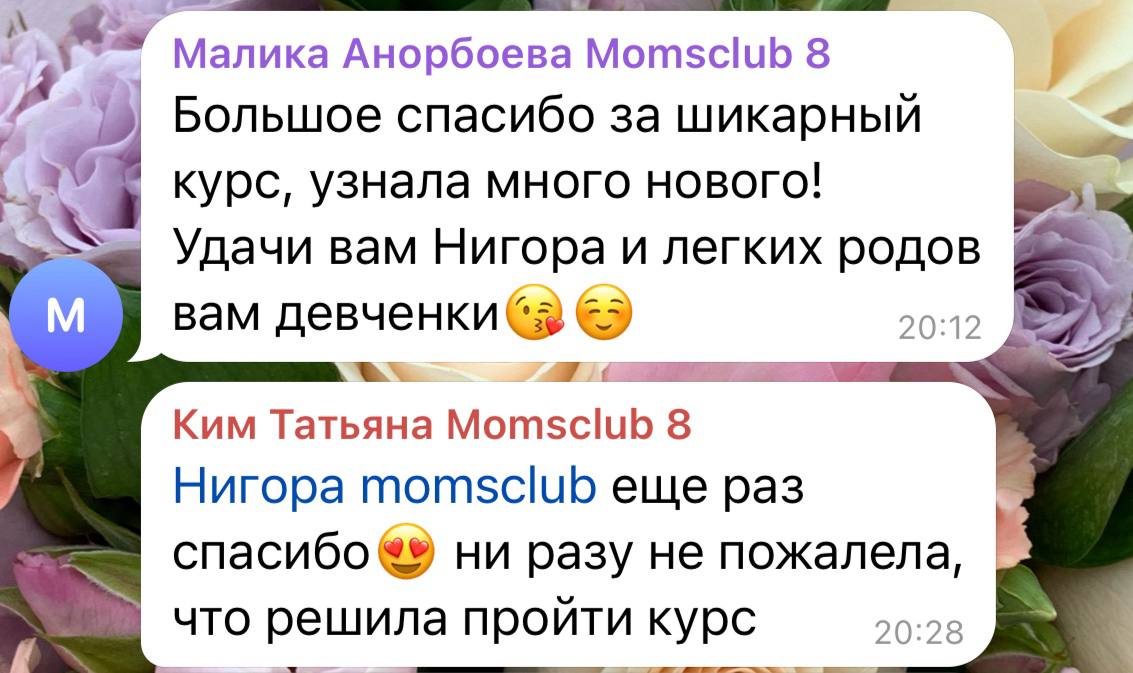 Малика Анорбоева Momsclub 8
Большое спасибо за шикарный
курс, узнала много нового!
Удачи вам Нигора и легких родов
вам девченки😘☺️
20:12
М
Ким Татьяна Momsclub 8
Нигора momsclub еще раз
спасибо😍 ни разу не пожалела,
что решила пройти курс
20:28